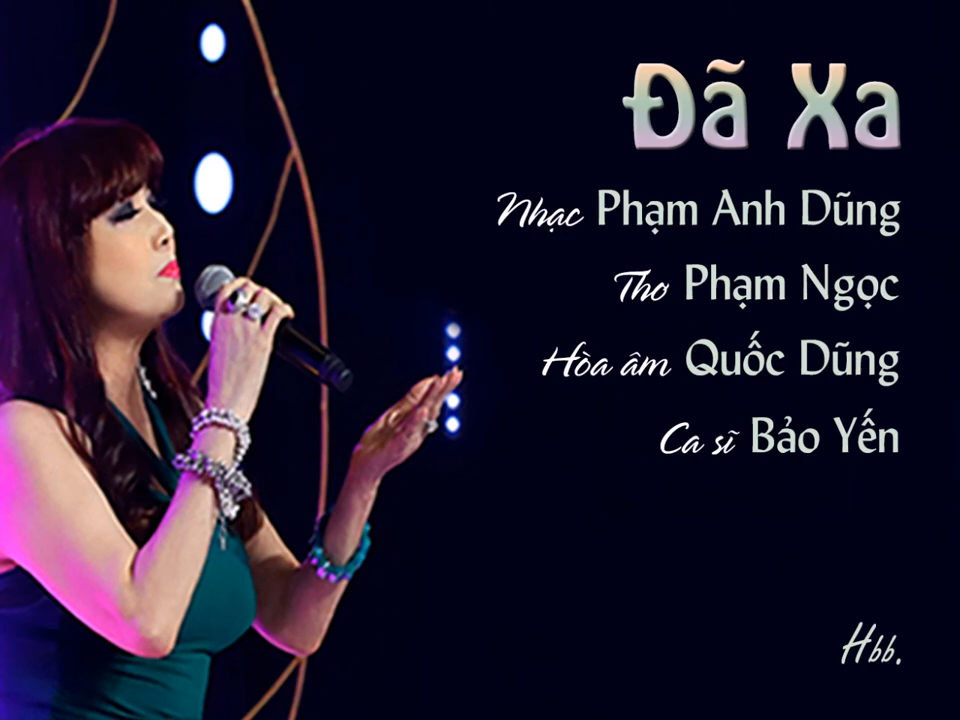 Đã Xa
Nhạc Phạm Anh Dũng
Thơ Phạm Ngọc
Hòa âm Quốc Dũng
Ca sĩ Bảo Yến
Hbb.